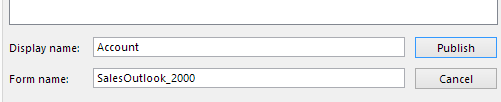 Display name: Account Publish
Form name: SalesOutlook_2000 Cancel